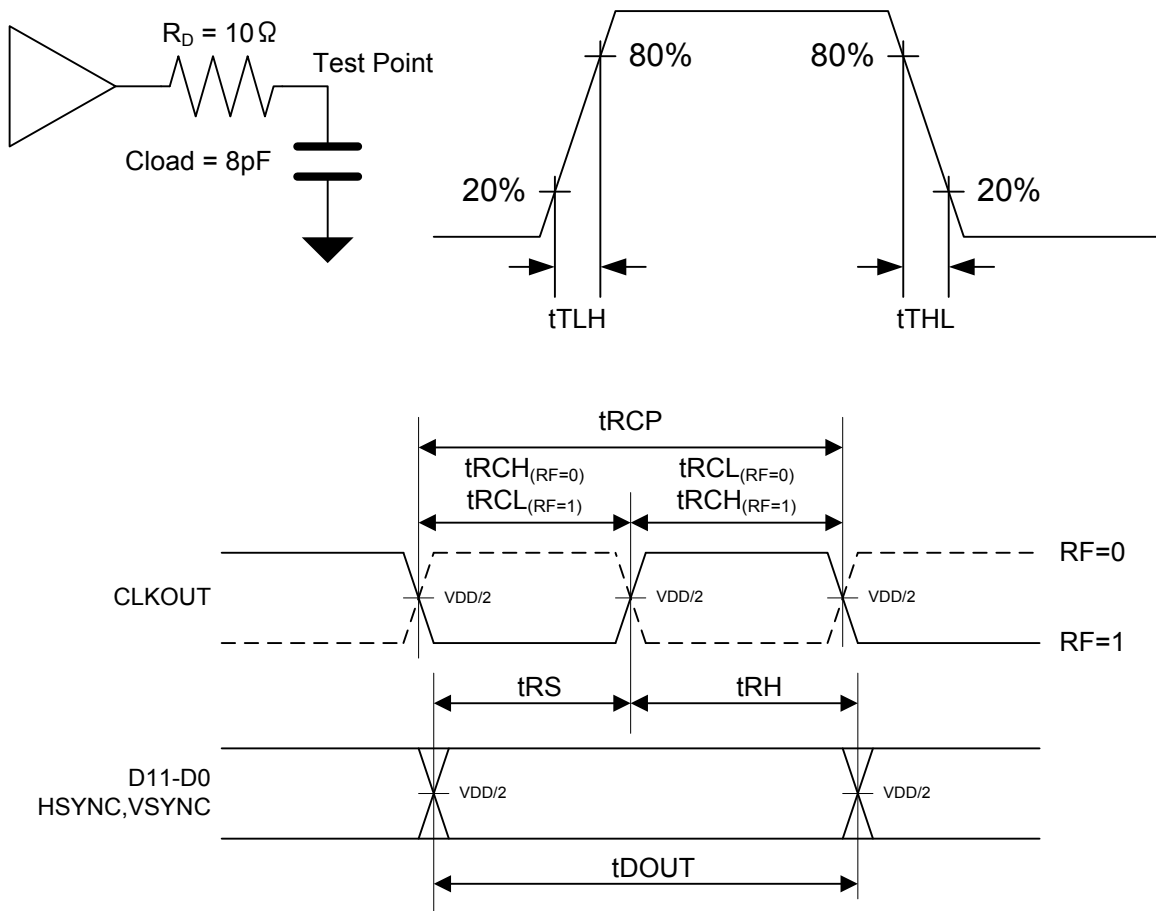 R_D = 10Ω
Test Point
Cload = 8pF
80%
80%
20%
20%
tTLH
tTHL
tRCP
tRCH(RF=0)
tRCL(RF=0)
tRCL(RF=1)
tRCH(RF=1)
RF=0
CLKOUT
VDD/2
VDD/2
VDD/2
RF=1
tRS
tRH
D11-D0
HSYNC,VSYNC
VDD/2
VDD/2
tDOUT